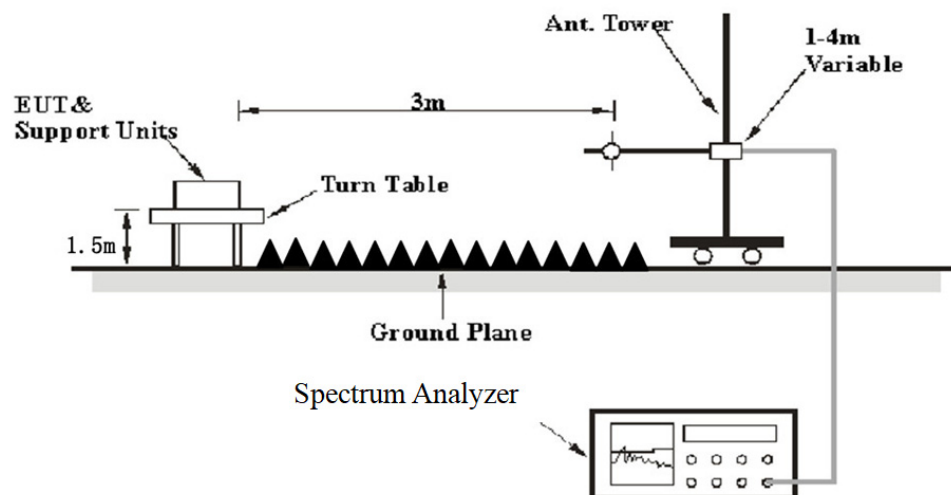 Ant. Tower
1-4m
Variable
3m
EUT&
Support Units
Turn Table
1.5m
Ground Plane
Spectrum Analyzer